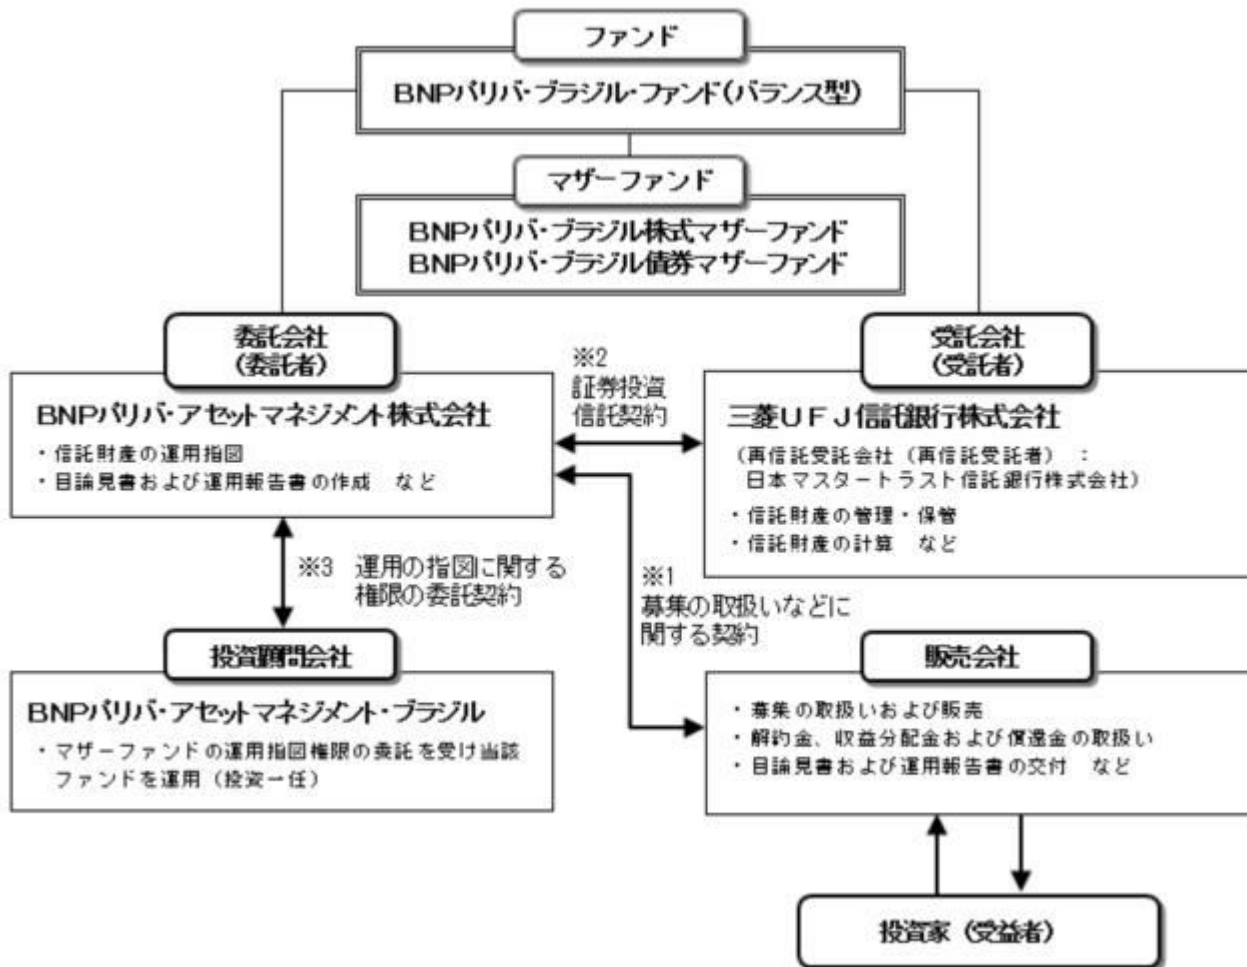 ファンド
BNPパリバ・ブラジル・ファンド(バランス型)
マザーファンド
BNPパリバ・ブラジル株式マザーファンド
BNPパリバ・ブラジル債券マザーファンド
委託会社
(委託者)
BNPパリバ・アセットマネジメント株式会社
・信託財産の運用指図
・目論見書および運用報告書の作成 など
※2
証券投資
信託契約
受託会社
(受託者)
三菱UFJ信託銀行株式会社
(再信託受託会社(再信託受託者):
日本マスタートラスト信託銀行株式会社)
・信託財産の管理・保管
・信託財産の計算 など
※3 運用の指図に関する
権限の委託契約
※1
募集の取扱いなどに
関する契約
投資顧問会社
BNPパリバ・アセットマネジメント・ブラジル
・マザーファンドの運用指図権限の委託を受け当該
ファンドを運用(投資一任)
販売会社
・募集の取扱いおよび販売
・解約金、収益分配金および償還金の取扱い
・目論見書および運用報告書の交付 など
投資家(受益者)